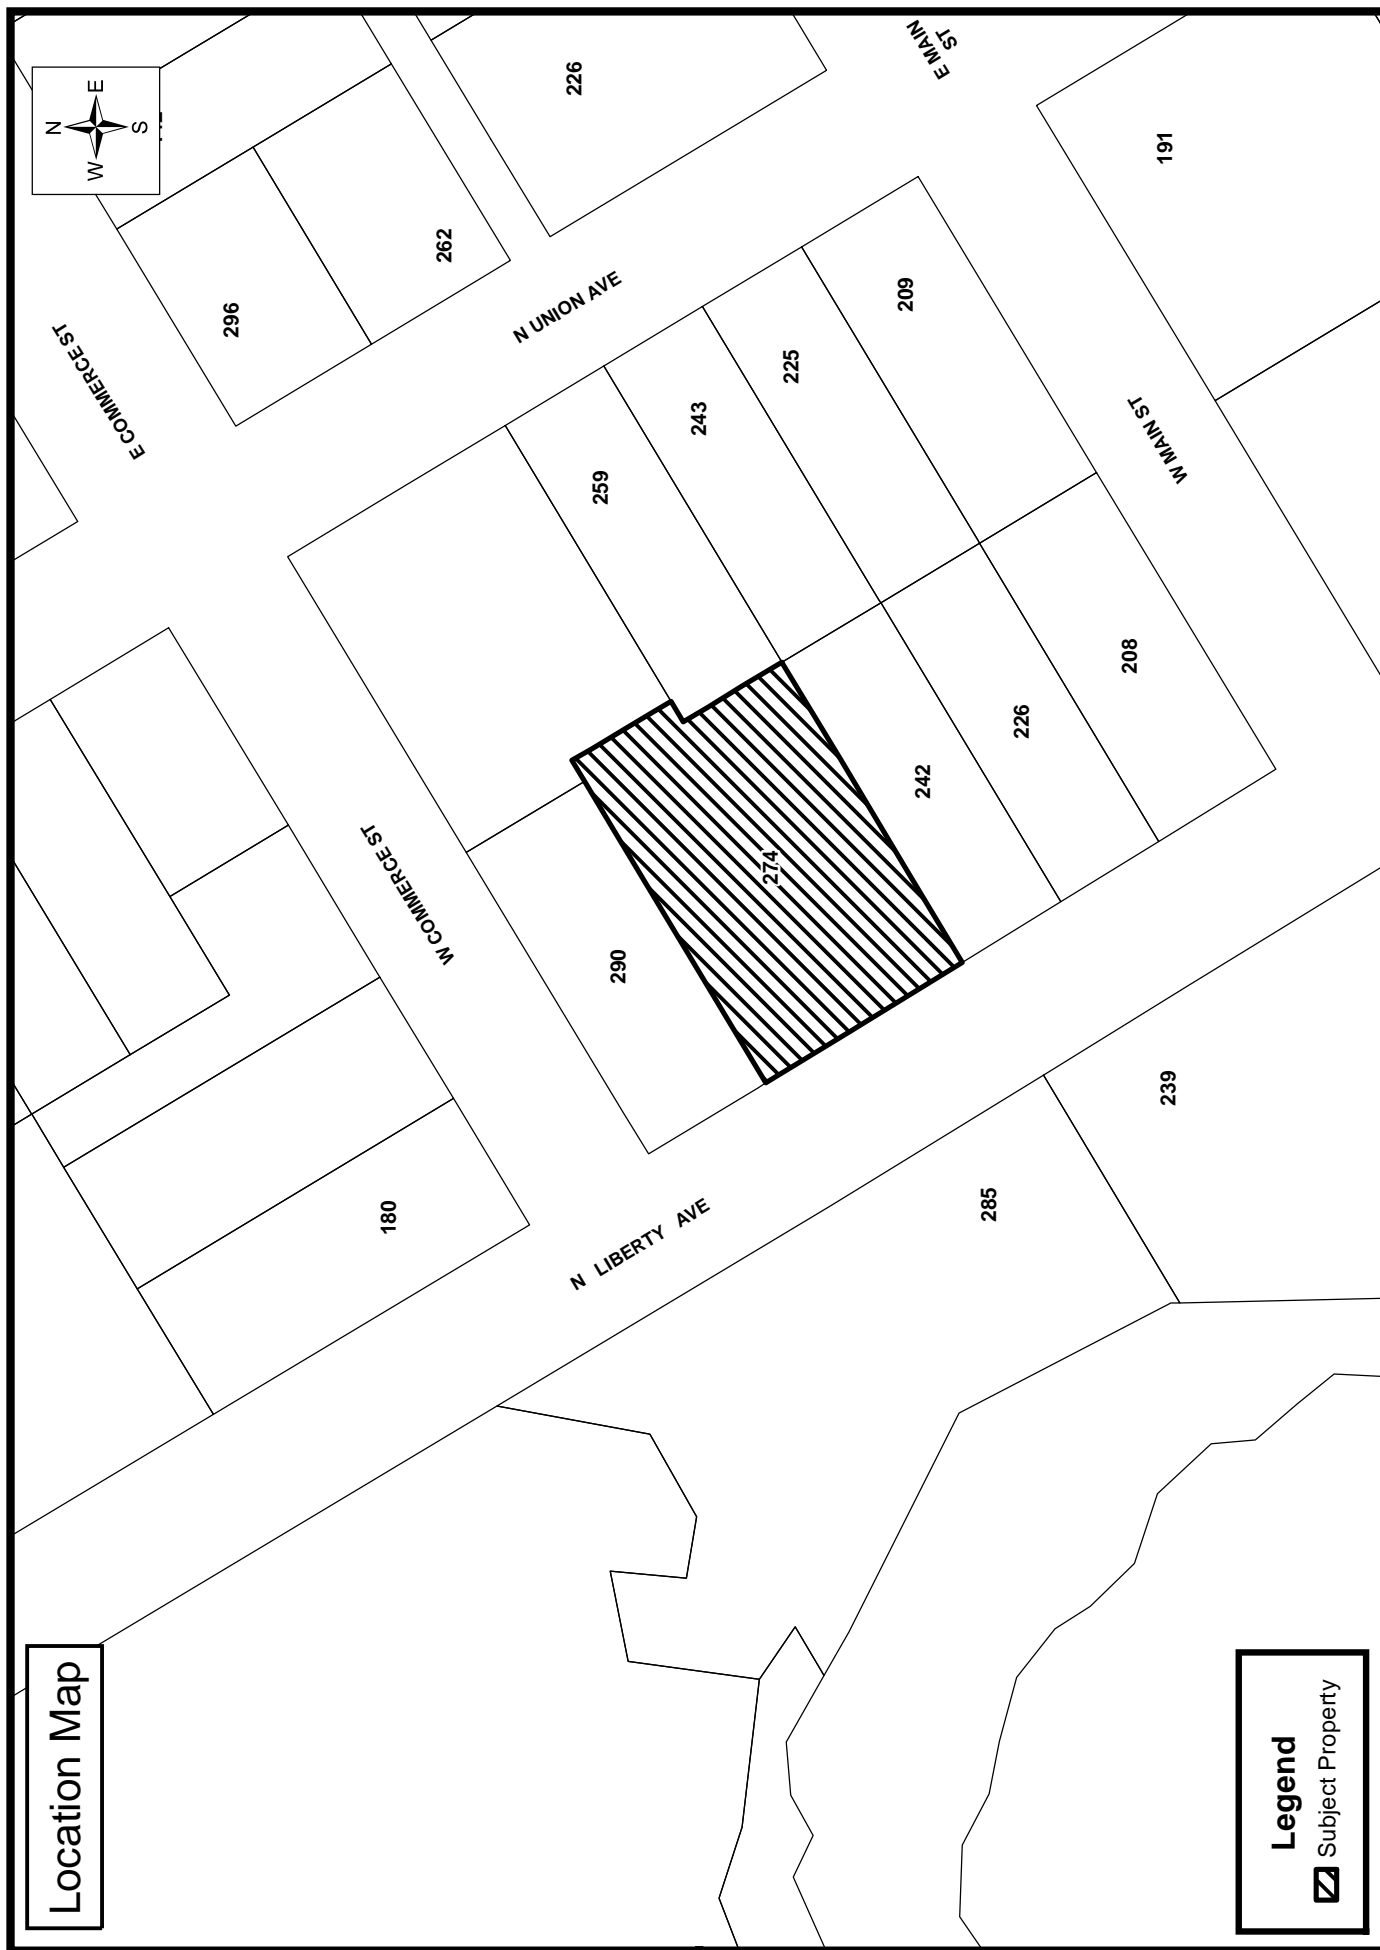 Location Map
N
W E
S
E COMMERCE ST
296
180
W COMMERCE ST
262
N UNION AVE
226
259
290
N LIBERTY AVE
243
274
225
209
242
E MAIN
ST
285
226
208
191
W MAIN ST
239
Legend
Subject Property